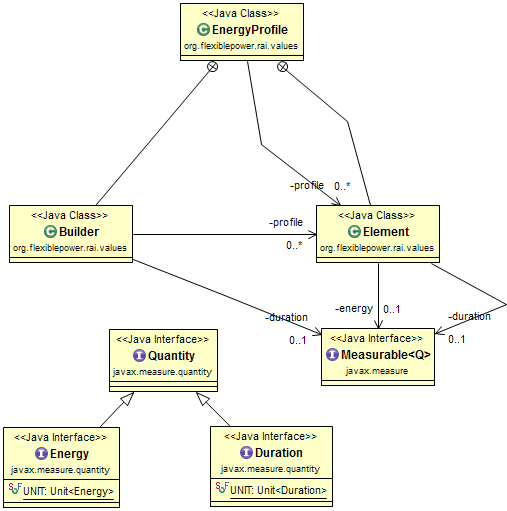 <<Java Class>>
C EnergyProfile
org.flexiblepower.rai.values
-profile 0..*
<<Java Class>>
C Builder
org.flexiblepower.rai.values
-profile
0..*
<<Java Class>>
C Element
org.flexiblepower.rai.values
-duration
0..1
-energy 0..1
-duration
0..1
<<Java Interface>>
I Quantity
javax.measure.quantity
<<Java Interface>>
I Measurable<Q>
javax.measure
<<Java Interface>>
I Energy
javax.measure.quantity
SF UNIT: Unit<Energy>
<<Java Interface>>
I Duration
javax.measure.quantity
SF UNIT: Unit<Duration>